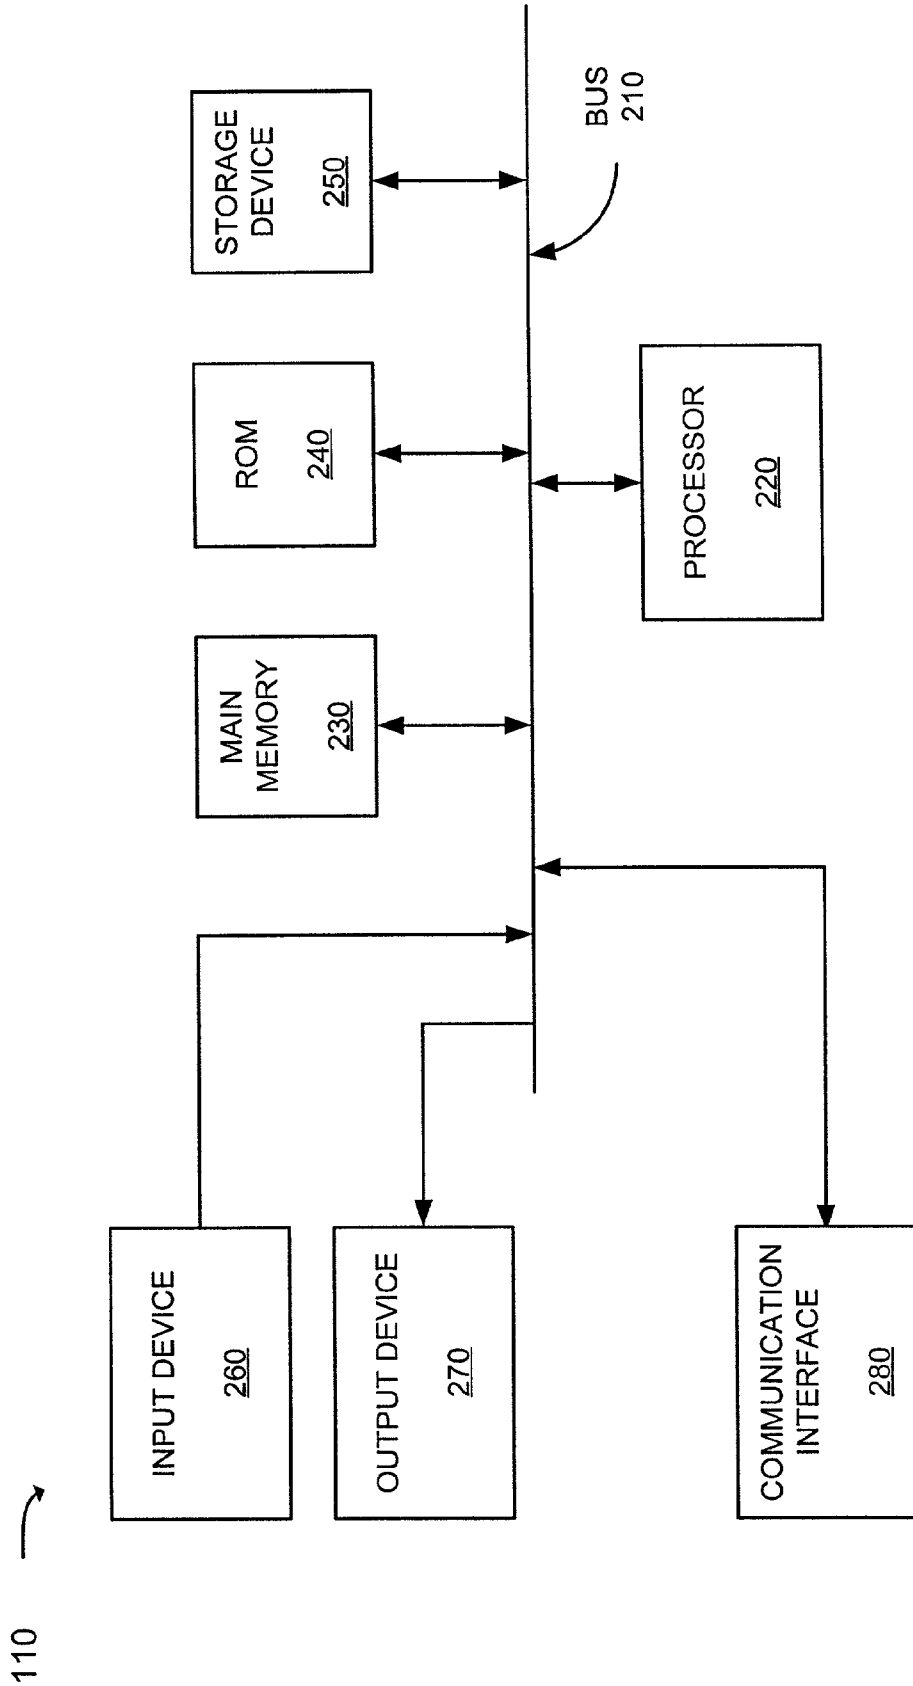 110
INPUT DEVICE
260
MAIN
MEMORY
230
ROM
240
STORAGE
DEVICE
250
OUTPUT DEVICE
270
BUS
210
PROCESSOR
220
COMMUNICATION
INTERFACE
280